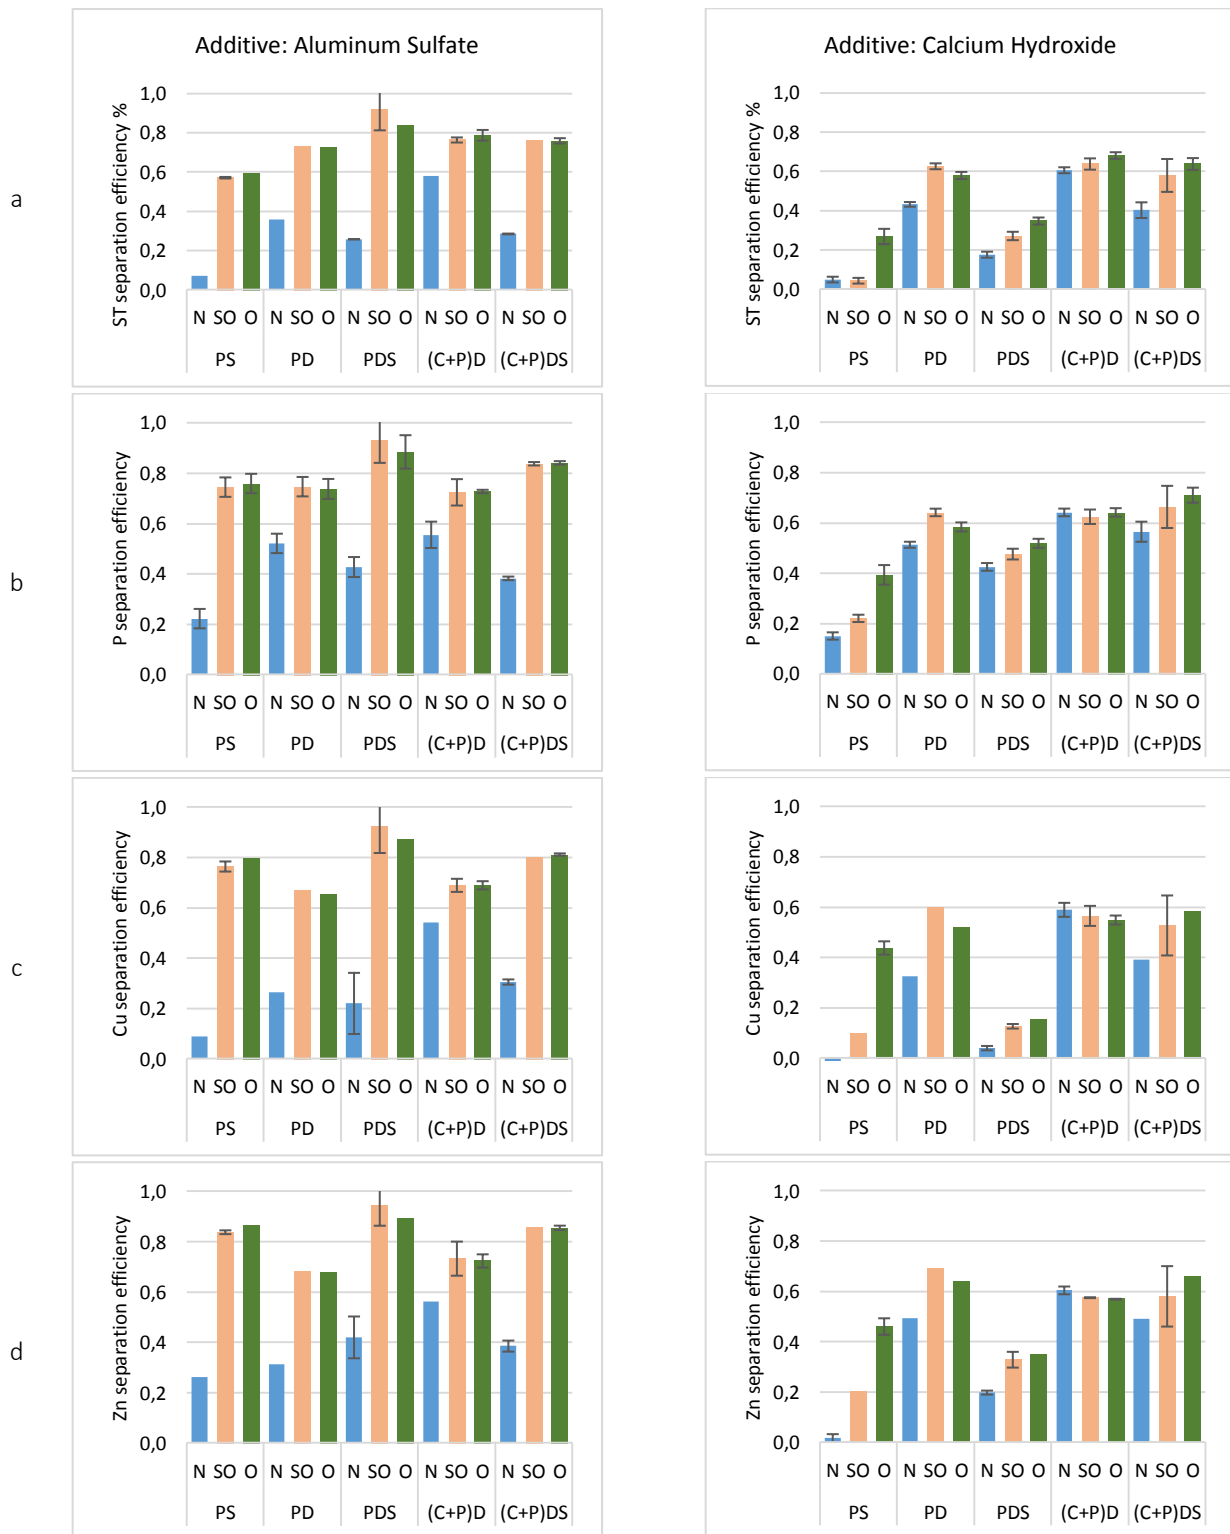 Additive: Aluminum Sulfate
a
ST separation efficiency %
1,0
0,8
0,6
0,4
0,2
0,0
N SO O N SO O N SO O N SO O N SO O
PS PD PDS (C+P)D (C+P)DS
Additive: Calcium Hydroxide
ST separation efficiency %
1,0
0,8
0,6
0,4
0,2
0,0
N SO O N SO O N SO O N SO O N SO O
PS PD PDS (C+P)D (C+P)DS
b
P separation efficiency
1,0
0,8
0,6
0,4
0,2
0,0
N SO O N SO O N SO O N SO O N SO O
PS PD PDS (C+P)D (C+P)DS
P separation efficiency
1,0
0,8
0,6
0,4
0,2
0,0
N SO O N SO O N SO O N SO O N SO O
PS PD PDS (C+P)D (C+P)DS
c
Cu separation efficiency
1,0
0,8
0,6
0,4
0,2
0,0
N SO O N SO O N SO O N SO O N SO O
PS PD PDS (C+P)D (C+P)DS
Cu separation efficiency
1,0
0,8
0,6
0,4
0,2
0,0
N SO O N SO O N SO O N SO O N SO O
PS PD PDS (C+P)D (C+P)DS
d
Zn separation efficiency
1,0
0,8
0,6
0,4
0,2
0,0
N SO O N SO O N SO O N SO O N SO O
PS PD PDS (C+P)D (C+P)DS
Zn separation efficiency
1,0
0,8
0,6
0,4
0,2
0,0
N SO O N SO O N SO O N SO O N SO O
PS PD PDS (C+P)D (C+P)DS